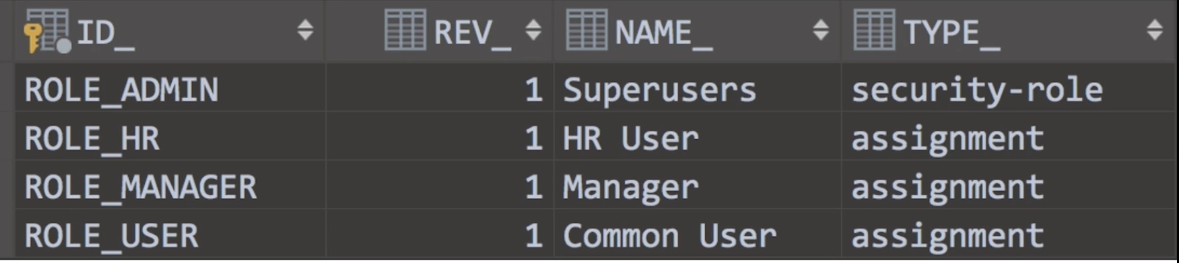 ID_ REV_ NAME_ TYPE_
ROLE_ADMIN 1 Superusers security-role
ROLE_HR 1 HR User assignment
ROLE_MANAGER 1 Manager assignment
ROLE_USER 1 Common User assignment